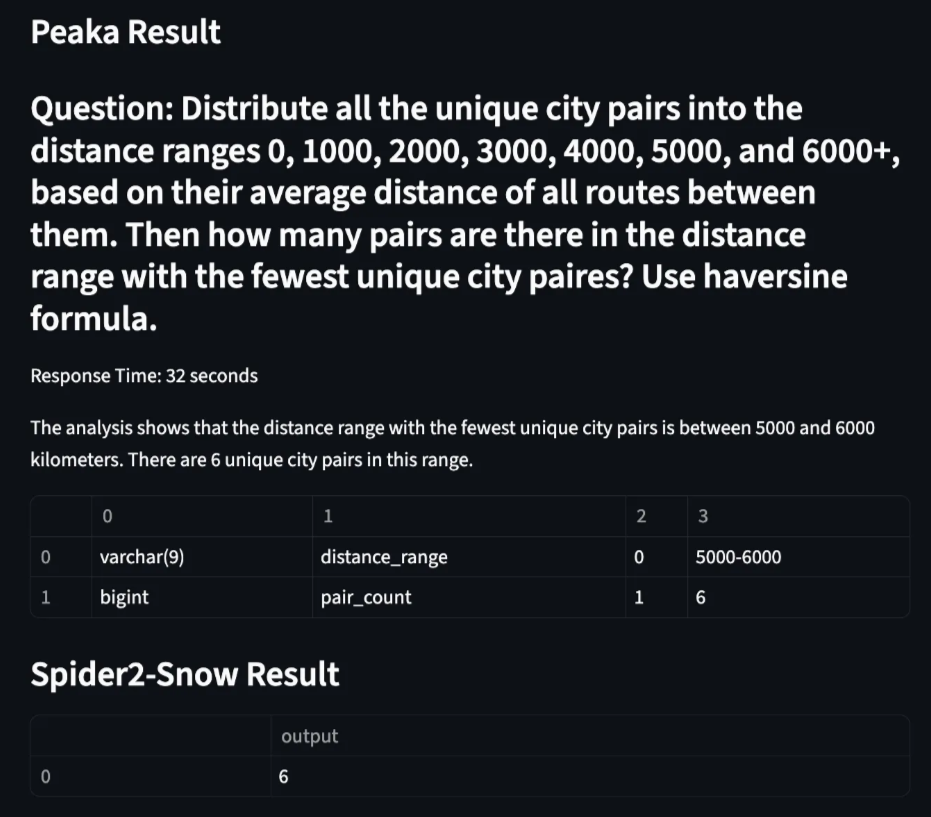 Peaka Result
Question: Distribute all the unique city pairs into the
distance ranges 0, 1000, 2000, 3000, 4000, 5000, and 6000+,
based on their average distance of all routes between
them. Then how many pairs are there in the distance
range with the fewest unique city paires? Use haversine
formula.
Response Time: 32 seconds
The analysis shows that the distance range with the fewest unique city pairs is between 5000 and 6000
kilometers. There are 6 unique city pairs in this range.
0 1 2 3
0 varchar(9) distance_range 0 5000-6000
1 bigint pair_count 1 6
Spider2-Snow Result
output
0 6